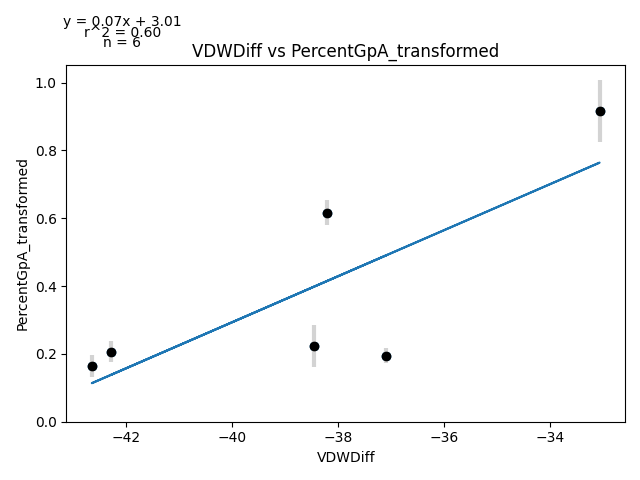 y = 0.07x + 3.01
r^2 = 0.60
n = 6
VDWDiff vs PercentGpA_transformed
1.0
0.8
0.6
0.4
0.2
0.0
PercentGpA_transformed
−42
−40
−38
−36
−34
VDWDiff